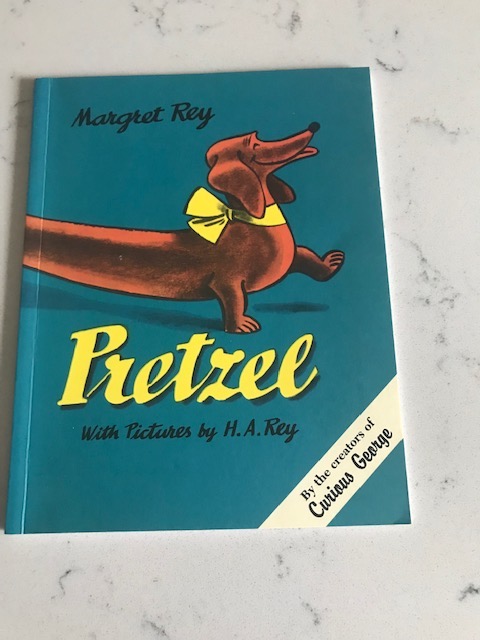 Margret Rey
Pretzel
With Pictures by H.A.Rey
By the creators of
Curious George